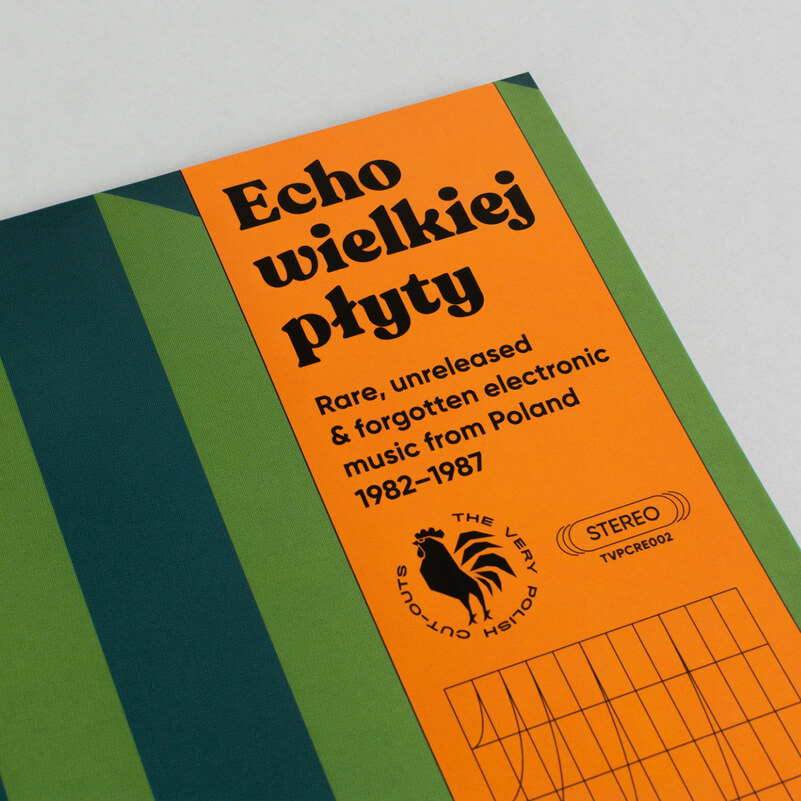 Echo
wielkiej
płyty
Rare, unreleased
& forgotten electronic
music from Poland
1982–1987
THE VERY POLISH CUT-OUTS
STEREO
TVPCRE002